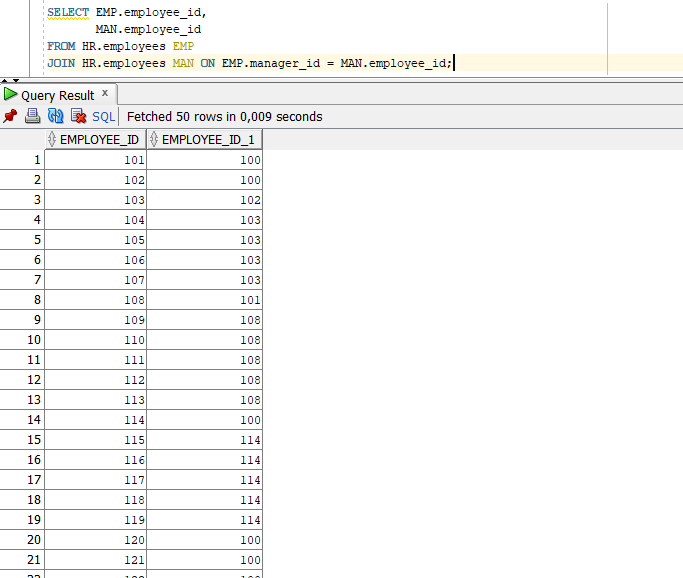 SELECT EMP.employee_id,
MAN.employee_id
FROM HR.employees EMP
JOIN HR.employees MAN ON EMP.manager_id = MAN.employee_id;
Query Result x
SQL Fetched 50 rows in 0,009 seconds
EMPLOYEE_ID EMPLOYEE_ID_1
1 101 100
2 102 100
3 103 102
4 104 103
5 105 103
6 106 103
7 107 103
8 108 101
9 109 108
10 110 108
11 111 108
12 112 108
13 113 108
14 114 100
15 115 114
16 116 114
17 117 114
18 118 114
19 119 114
20 120 100
21 121 100